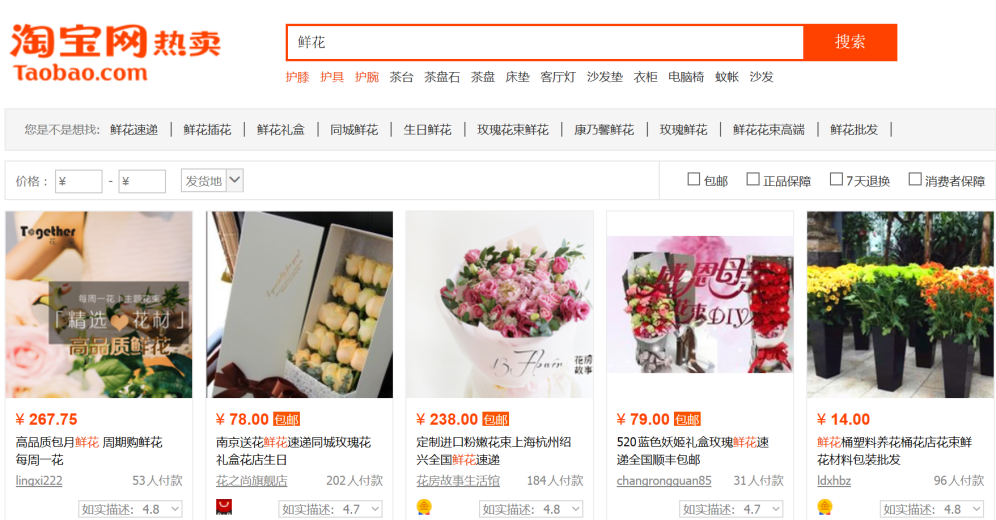 淘宝网热卖
Taobao.com
鲜花
搜索
护膝 护具 护腕 茶台 茶盘石 茶盘 床垫 客厅灯 沙发垫 衣柜 电脑椅 蚊帐 沙发
您是不是想找: 鲜花速递 | 鲜花插花 | 鲜花礼盒 | 同城鲜花 | 生日鲜花 | 玫瑰花束鲜花 | 康乃馨鲜花 | 玫瑰鲜花 | 鲜花花束高端 | 鲜花批发 |
价格: ¥ - ¥ 发货地 包邮 正品保障 7天退换 消费者保障
Together
花
每周一花 | 主题花束
「精选 花材」
高品质鲜花
¥ 267.75
高品质包月鲜花 周期购鲜花
每周一花
lingxi222 53人付款
如实描述: 4.8
¥ 78.00 包邮
南京送花鲜花速递同城玫瑰花
礼盒花店生日
花之尚旗舰店 202人付款
如实描述: 4.7
花房
故事
¥ 238.00 包邮
定制进口粉嫩花束上海杭州绍
兴全国鲜花速递
花房故事生活馆 184人付款
如实描述: 4.8
感恩母
束DIY
¥ 79.00 包邮
520蓝色妖姬礼盒玫瑰鲜花速
递全国顺丰包邮
changrongquan85 31人付款
如实描述: 4.7
¥ 14.00
鲜花桶塑料养花桶花店花束鲜
花材料包装批发
ldxhbz 96人付款
如实描述: 4.8